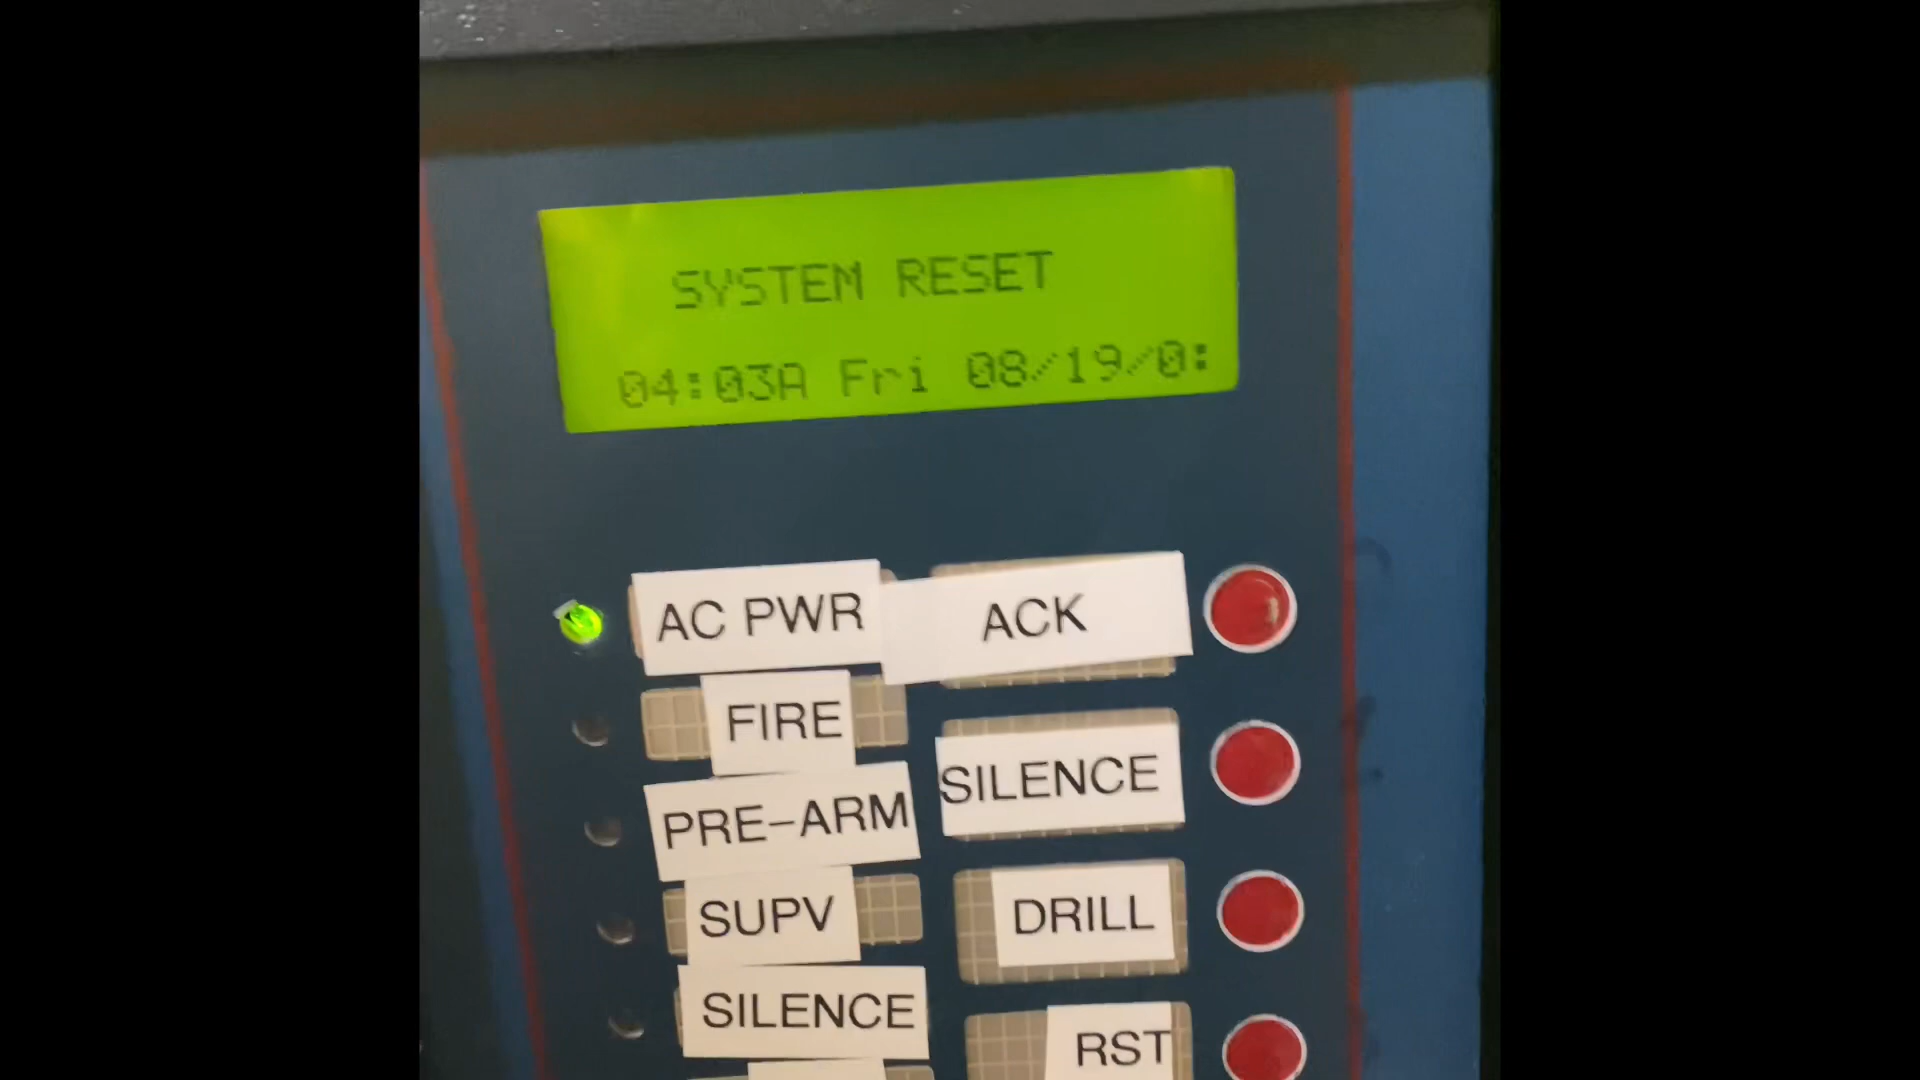 SYSTEM RESET
04:03A Fri 08/19/0:
AC PWR
ACK
FIRE
SILENCE
PRE-ARM
SUPV
DRILL
SILENCE
RST